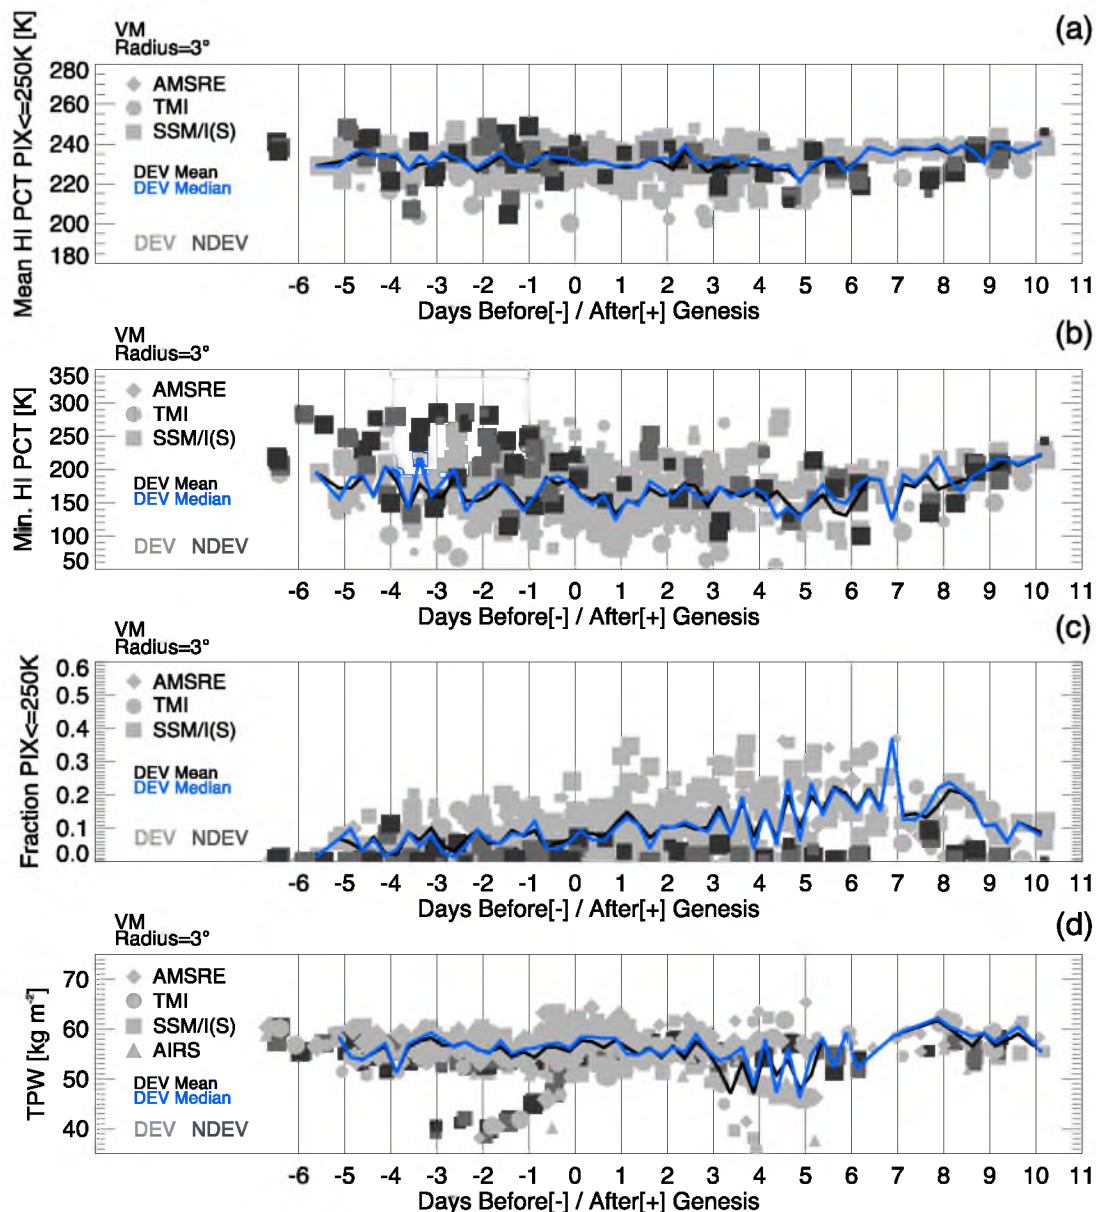 (a)
VM
Radius=3°
Mean HI PCT PIX<=250K [K]
280
260
240
220
200
180
AMSRE
TMI
SSM/I(S)
DEV Mean
DEV Median
DEV NDEV
-6 -5 -4 -3 -2 -1 0 1 2 3 4 5 6 7 8 9 10 11
Days Before[-] / After[+] Genesis
(b)
VM
Radius=3°
Min. HI PCT [K]
350
300
250
200
150
100
50
AMSRE
TMI
SSM/I(S)
DEV Mean
DEV Median
DEV NDEV
-6 -5 -4 -3 -2 -1 0 1 2 3 4 5 6 7 8 9 10 11
Days Before[-] / After[+] Genesis
(c)
VM
Radius=3°
Fraction PIX<=250K
0.6
0.5
0.4
0.3
0.2
0.1
0.0
AMSRE
TMI
SSM/I(S)
DEV Mean
DEV Median
DEV NDEV
-6 -5 -4 -3 -2 -1 0 1 2 3 4 5 6 7 8 9 10 11
Days Before[-] / After[+] Genesis
(d)
VM
Radius=3°
TPW [kg m⁻²]
70
60
50
40
AMSRE
TMI
SSM/I(S)
AIRS
DEV Mean
DEV Median
DEV NDEV
-6 -5 -4 -3 -2 -1 0 1 2 3 4 5 6 7 8 9 10 11
Days Before[-] / After[+] Genesis